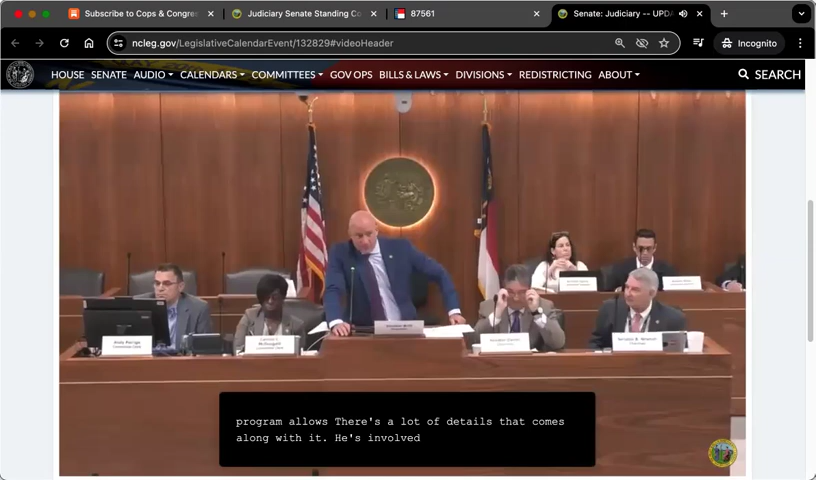 Subscribe to Cops & Congre
Judiciary Senate Standing Co
87561
Senate: Judiciary -- UPDA
ncleg.gov/LegislativeCalendarEvent/132829#videoHeader
Incognito
HOUSE SENATE AUDIO CALENDARS COMMITTEES GOV OPS BILLS & LAWS DIVISIONS REDISTRICTING ABOUT SEARCH
program allows There's a lot of details that comes
along with it. He's involved